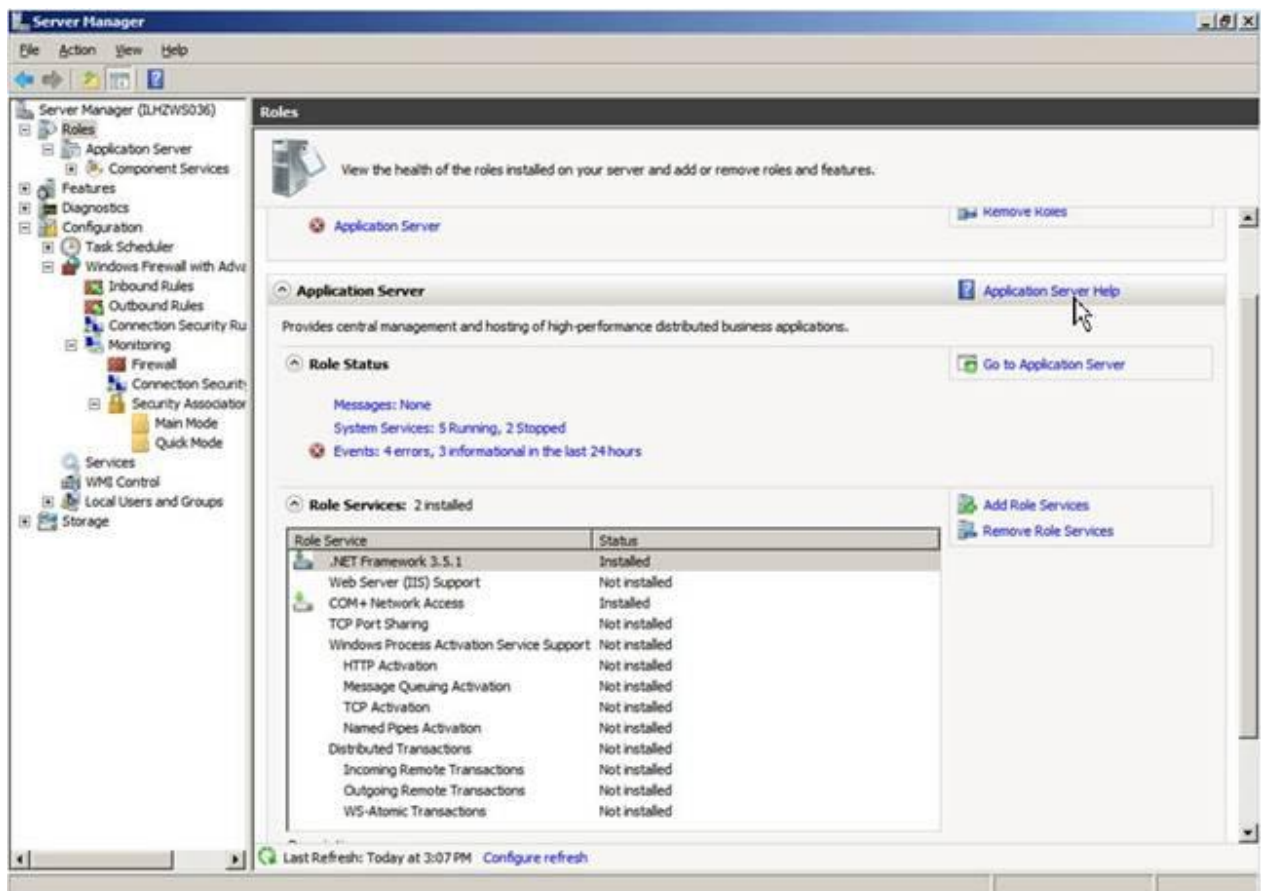 Server Manager
File Action View Help
Server Manager (ILHZWS036)
Roles
Application Server
Component Services
Features
Diagnostics
Configuration
Task Scheduler
Windows Firewall with Adva
Inbound Rules
Outbound Rules
Connection Security Ru
Monitoring
Firewall
Connection Securit
Security Association
Main Mode
Quick Mode
Services
WMI Control
Local Users and Groups
Storage
Roles
View the health of the roles installed on your server and add or remove roles and features.
Remove Roles
Application Server
Application Server
Application Server Help
Provides central management and hosting of high-performance distributed business applications.
Role Status
Go to Application Server
Messages: None
System Services: 5 Running, 2 Stopped
Events: 4 errors, 3 informational in the last 24 hours
Role Services: 2 installed
Add Role Services
Remove Role Services
Role Service Status
.NET Framework 3.5.1 Installed
Web Server (IIS) Support Not installed
COM+ Network Access Installed
TCP Port Sharing Not installed
Windows Process Activation Service Support Not installed
HTTP Activation Not installed
Message Queuing Activation Not installed
TCP Activation Not installed
Named Pipes Activation Not installed
Distributed Transactions Not installed
Incoming Remote Transactions Not installed
Outgoing Remote Transactions Not installed
WS-Atomic Transactions Not installed
Last Refresh: Today at 3:07 PM Configure refresh